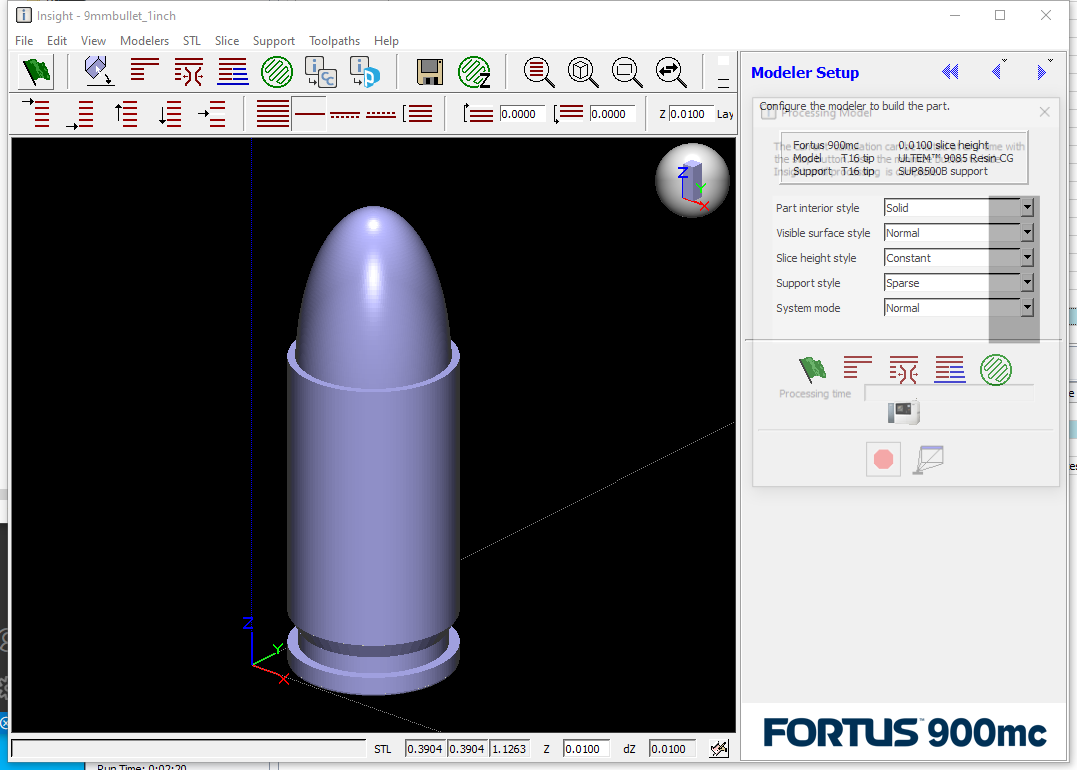 Insight - 9mmbullet_1inch
File Edit View Modelers STL Slice Support Toolpaths Help
0.0000 0.0000 Z 0.0100 Lay
Z
Y
X
Z
Y
X
STL 0.3904 0.3904 1.1263 Z 0.0100 dZ 0.0100
Run Time: 0:02:20
Modeler Setup
Configure the modeler to build the part.
Processing Model
Fortus 900mc 0.0100 slice height
Model T16 tip ULTEM™ 9085 Resin CG
Support T16 tip SUP8500B support
Part interior style Solid
Visible surface style Normal
Slice height style Constant
Support style Sparse
System mode Normal
Processing time
FORTUS™ 900mc